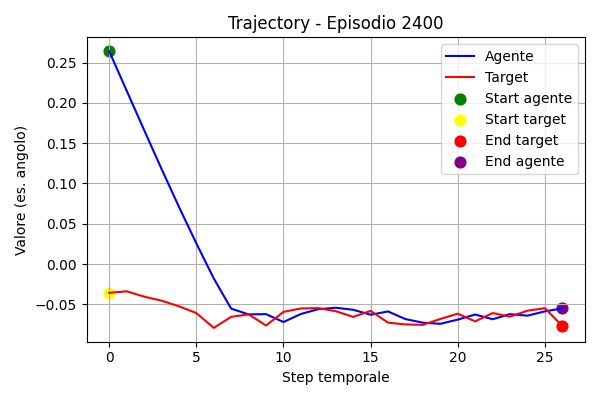 Trajectory - Episodio 2400
Agente
Target
Start agente
Start target
End target
End agente
Valore (es. angolo)
0.25
0.20
0.15
0.10
0.05
0.00
−0.05
0 5 10 15 20 25
Step temporale